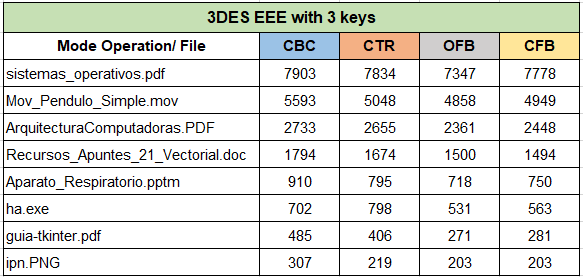 3DES EEE with 3 keys
Mode Operation/ File CBC CTR OFB CFB
sistemas_operativos.pdf 7903 7834 7347 7778
Mov_Pendulo_Simple.mov 5593 5048 4858 4949
ArquitecturaComputadoras.PDF 2733 2655 2361 2448
Recursos_Apuntes_21_Vectorial.doc 1794 1674 1500 1494
Aparato_Respiratorio.pptm 910 795 718 750
ha.exe 702 798 531 563
guia-tkinter.pdf 485 406 271 281
ipn.PNG 307 219 203 203